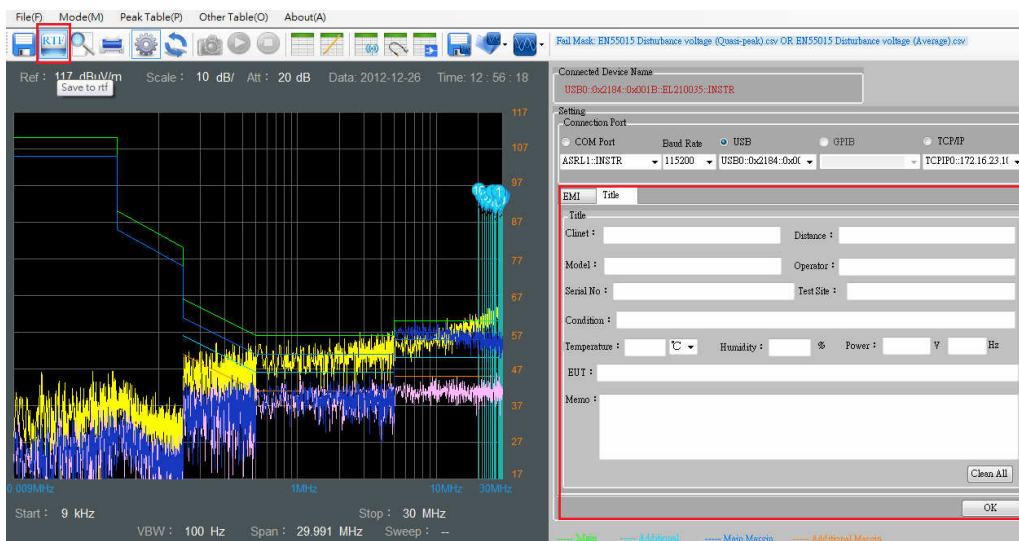 File(F) Mode(M) Peak Table(P) Other Table(O) About(A)
RTF
Fail Mask: EN55015 Disturbance voltage (Quasi-peak).csv OR EN55015 Disturbance voltage (Average).csv
Ref : 117 dBuV/m Scale : 10 dB/ Att : 20 dB Data: 2012-12-26 Time: 12 : 56 : 18
Save to rtf
117
107
97
87
77
67
57
47
37
27
17
0.009MHz 1MHz 10MHz 30MHz
Start : 9 kHz Stop : 30 MHz
VBW : 100 Hz Span : 29.991 MHz Sweep : --
Connected Device Name
USB0::0x2184::0x001B::EL210035::INSTR
Setting
Connection Port
COM Port Baud Rate USB GPIB TCP/IP
ASRL1::INSTR 115200 USB0::0x2184::0x00( TCPIP0::172.16.23.1(
EMI Title
Title
Clinet : Distance :
Model : Operator :
Serial No : Test Site :
Condition :
Temperature : ℃ Humidity : % Power : V Hz
EUT :
Memo :
Clean All
OK
----- Main ----- Additional ----- Main Margin ----- Additional Margin